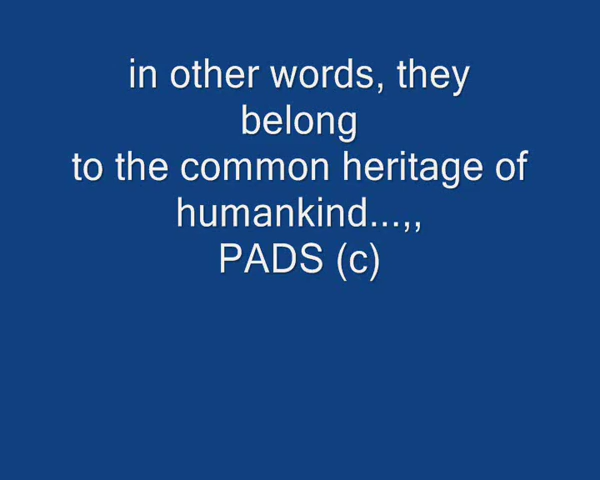 in other words, they
belong
to the common heritage of
humankind...,,
PADS (c)